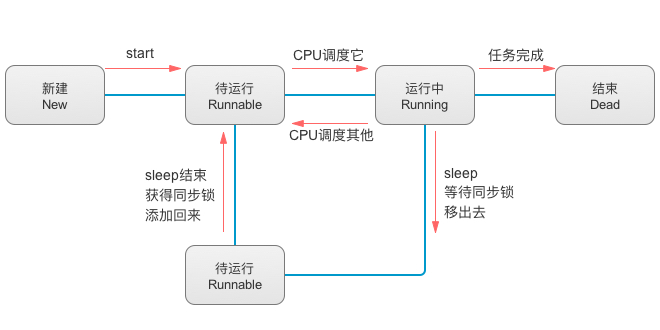 start
CPU调度它
任务完成
新建
New
待运行
Runnable
运行中
Running
结束
Dead
CPU调度其他
sleep结束
获得同步锁
添加回来
sleep
等待同步锁
移出去
待运行
Runnable